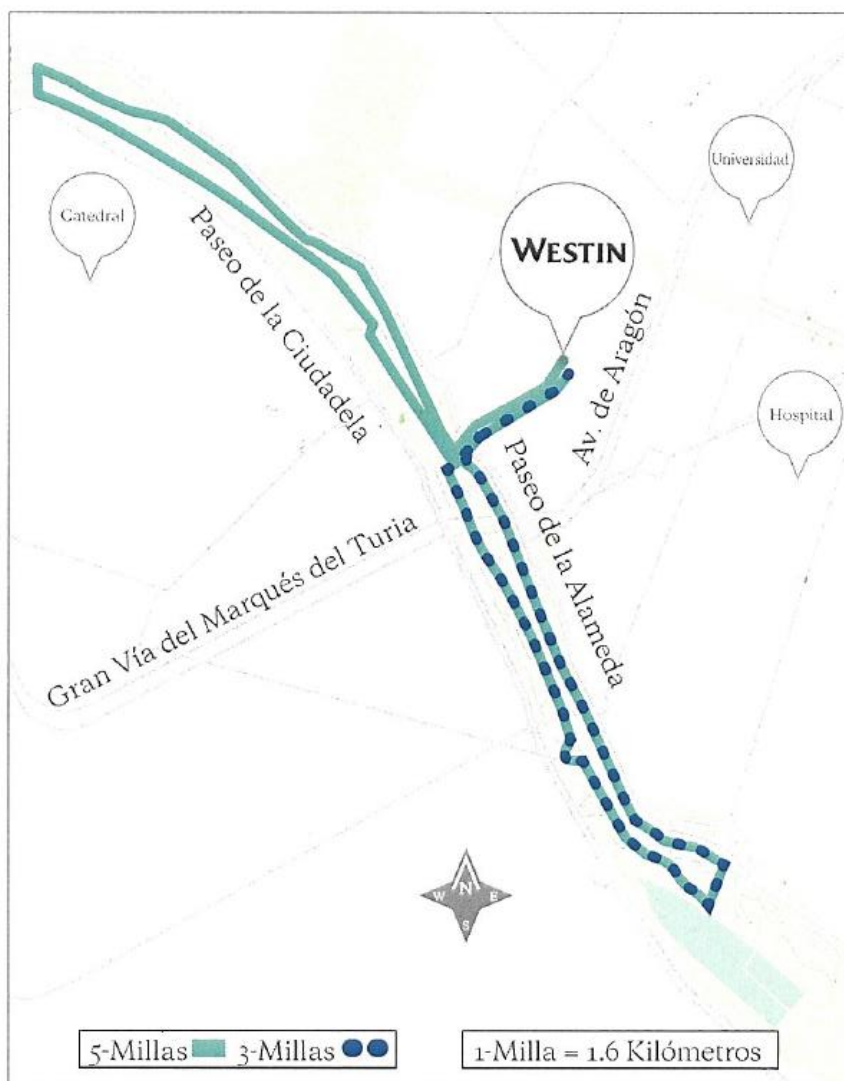 Universidad
Catedral
WESTIN
Paseo de la Ciudadela
Av. de Aragón
Hospital
Paseo de la Alameda
Gran Vía del Marqués del Turia
N
W E
S
5-Millas 3-Millas
1-Milla = 1.6 Kilómetros